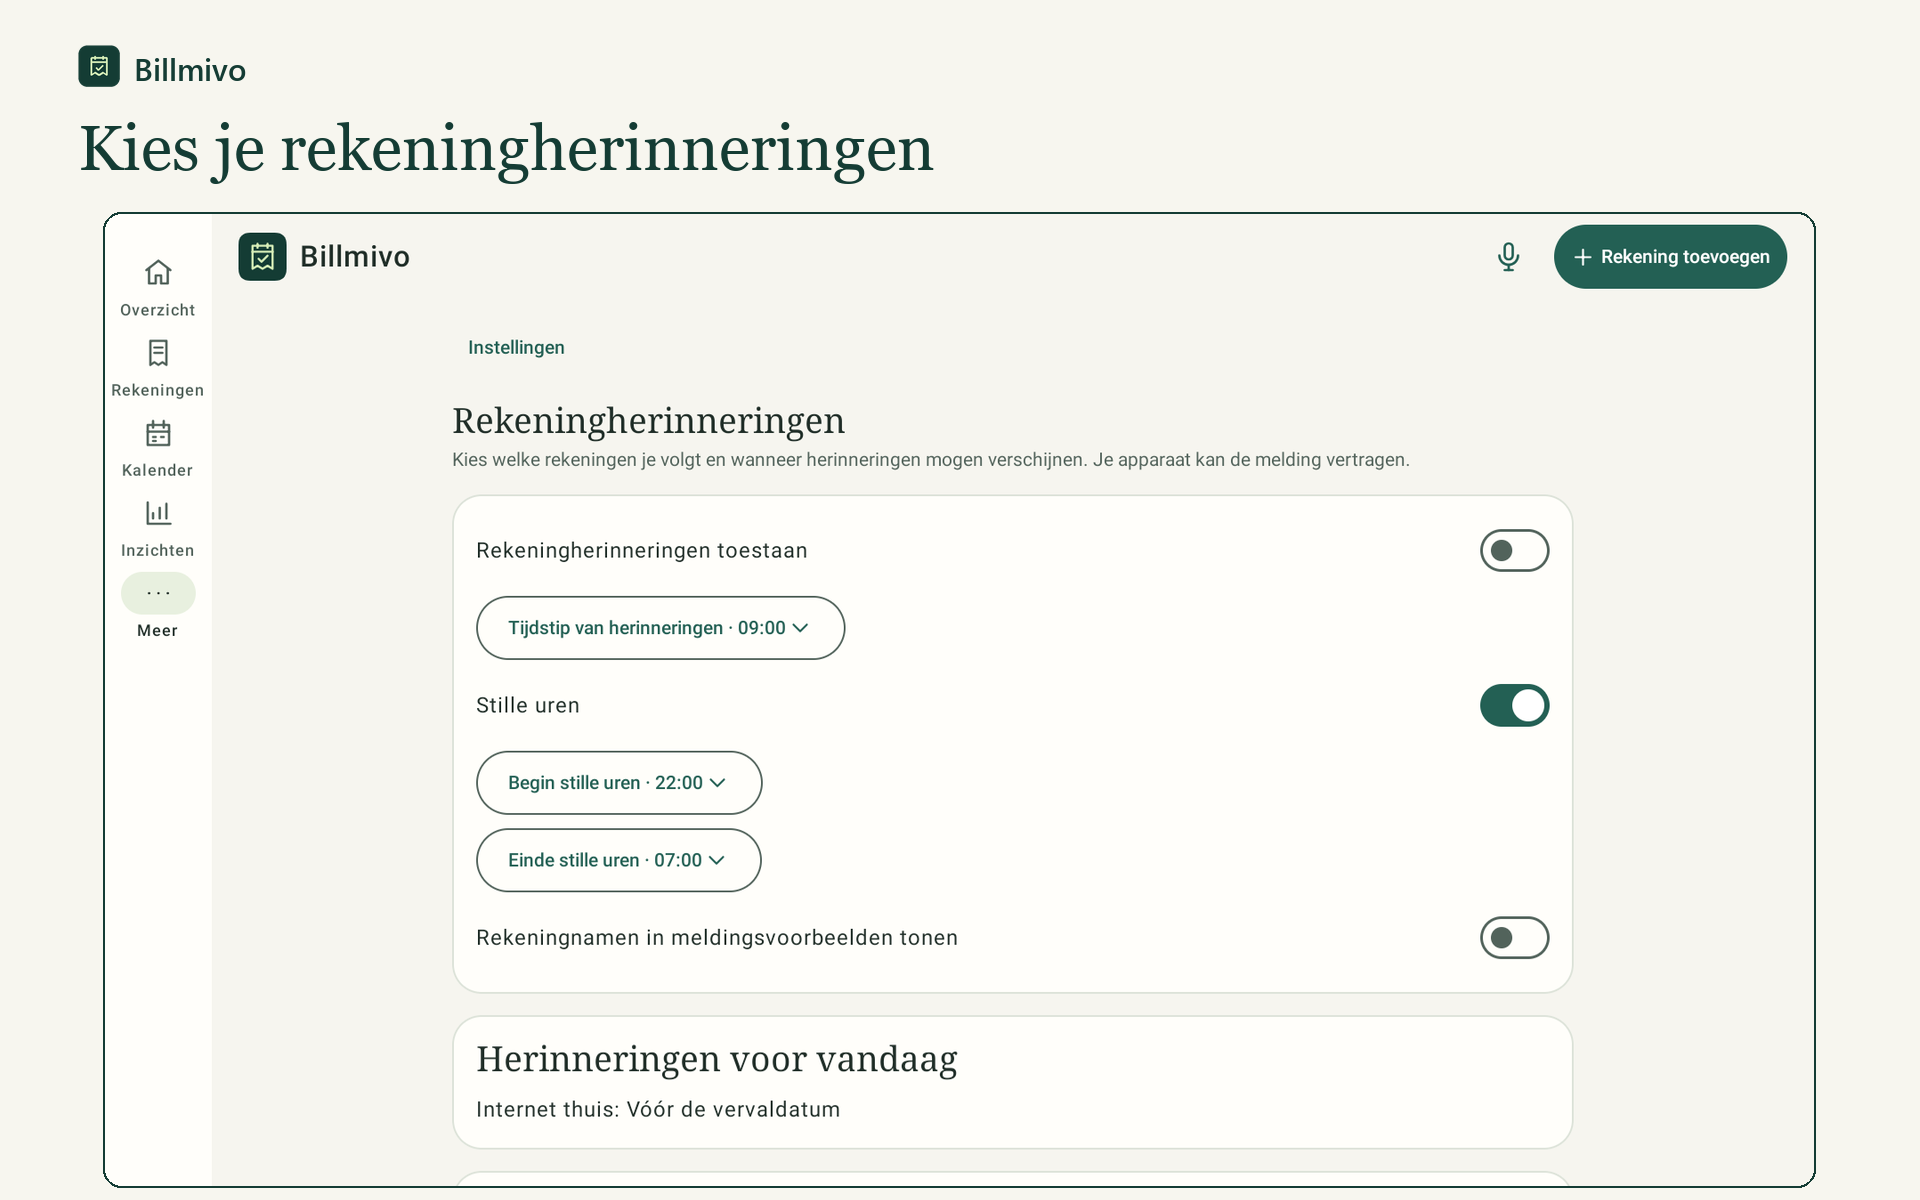 Billmivo
Kies je rekeningherinneringen
Billmivo
Rekening toevoegen
Overzicht
Rekeningen
Kalender
Inzichten
Meer
Instellingen
Rekeningherinneringen
Kies welke rekeningen je volgt en wanneer herinneringen mogen verschijnen. Je apparaat kan de melding vertragen.
Rekeningherinneringen toestaan
Tijdstip van herinneringen · 09:00
Stille uren
Begin stille uren · 22:00
Einde stille uren · 07:00
Rekeningnamen in meldingsvoorbeelden tonen
Herinneringen voor vandaag
Internet thuis: Vóór de vervaldatum